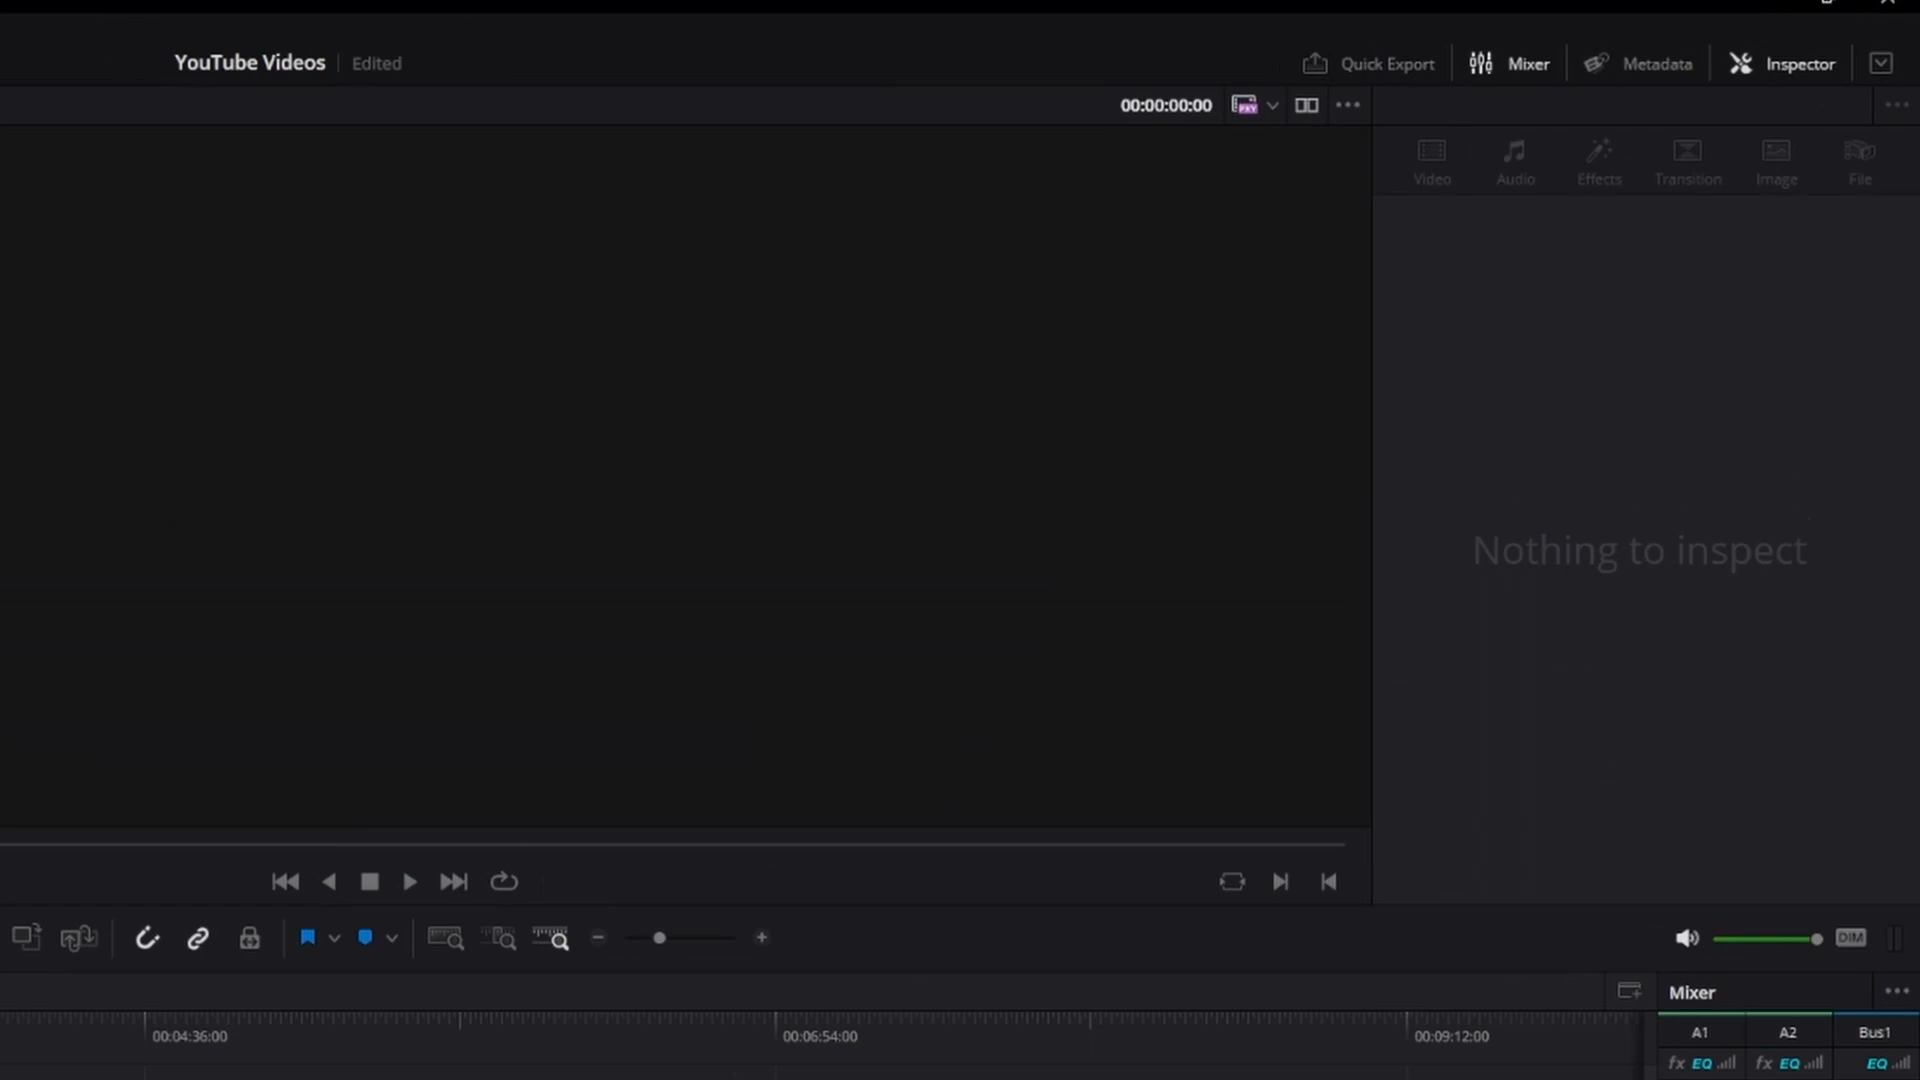 YouTube Videos Edited Quick Export Mixer Metadata Inspector
00:00:00:00 PXY
Video Audio Effects Transition Image File
Nothing to inspect
DIM
Mixer
00:04:36:00 00:06:54:00 00:09:12:00 A1 A2 Bus1
fx EQ fx EQ EQ